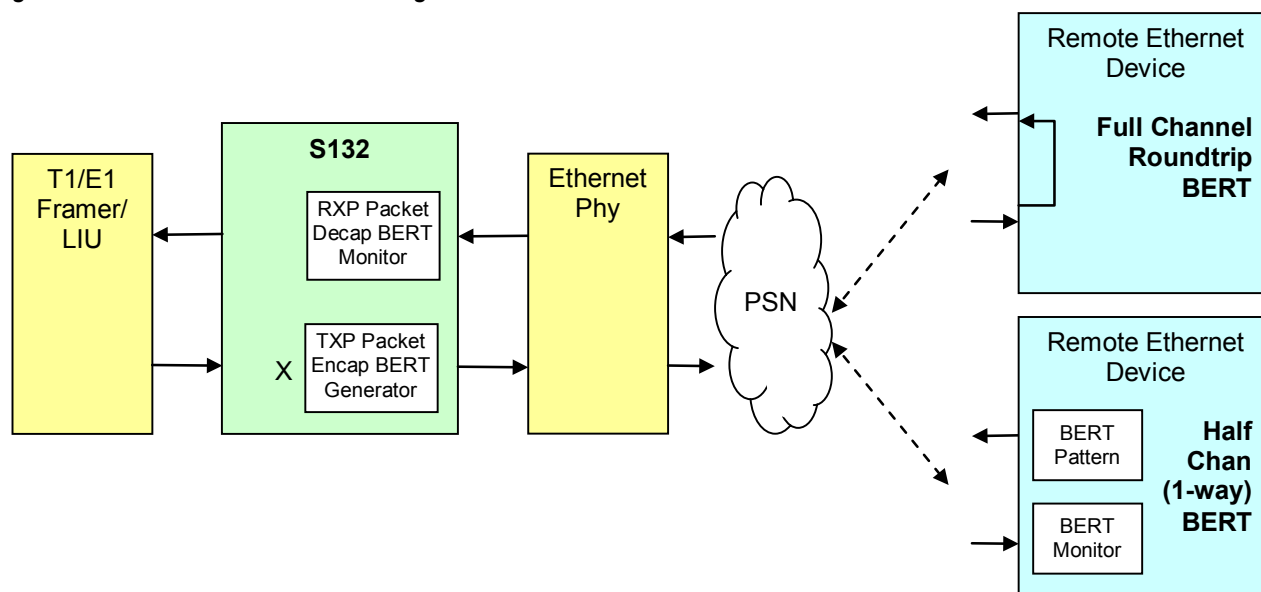 T1/E1
Framer/
LIU
S132
RXP Packet
Decap BERT
Monitor
X
TXP Packet
Encap BERT
Generator
Ethernet
Phy
PSN
Remote Ethernet
Device
Full Channel
Roundtrip
BERT
Remote Ethernet
Device
BERT
Pattern
Half
Chan
(1-way)
BERT
BERT
Monitor